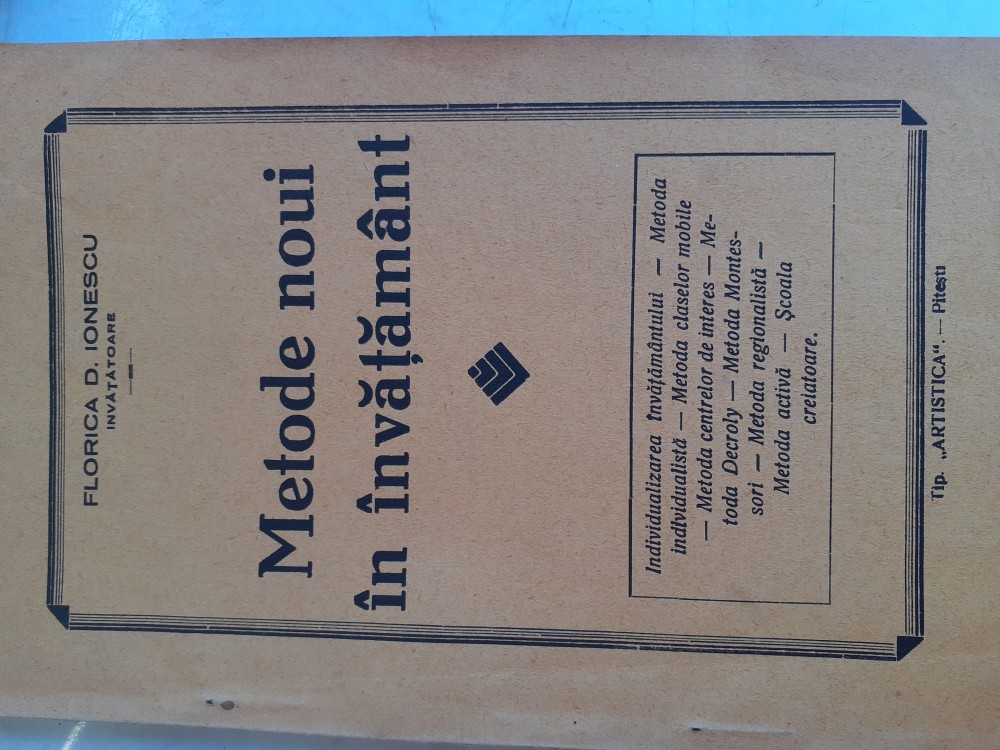 FLORICA D. IONESCU
INVĂȚĂTOARE
Metode noui
în învățământ
Individualizarea învățământului — Metoda
individualistă — Metoda claselor mobile
— Metoda centrelor de interes — Me-
toda Decroly — Metoda Montes-
sori — Metoda regionalistă —
Metoda activă — Școala
creiatoare.
Tip. „ARTISTICA". — Pitești